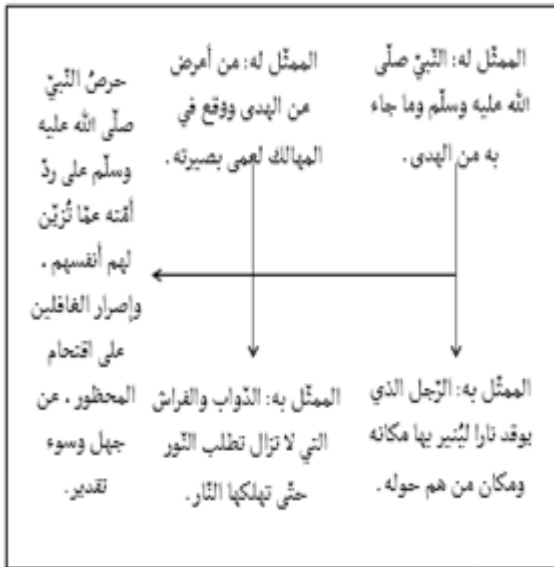 الممثّل له: النّبيّ صلّى
الله عليه وسلّم وما جاء
به من الهدى.
الممثّل له: من أمرض
من الهدى ووقع في
المهالك لعمى بصيرته.
حرصُ النّبيّ
صلّى الله عليه
وسلّم على ردّ
أمّته عمّا تُزيّن
لهم أنفسهم،
وإصرار الغافلين
على اقتحام
المحظور، عن
جهل وسوء
تقدير.
الممثّل به: الرّجل الذي
يوقد نارا ليُنير بها مكانه
ومكان من هم حوله.
الممثّل به: الدّواب والفراش
التي لا تزال تطلب النّور
حتّى تهلكها النّار.